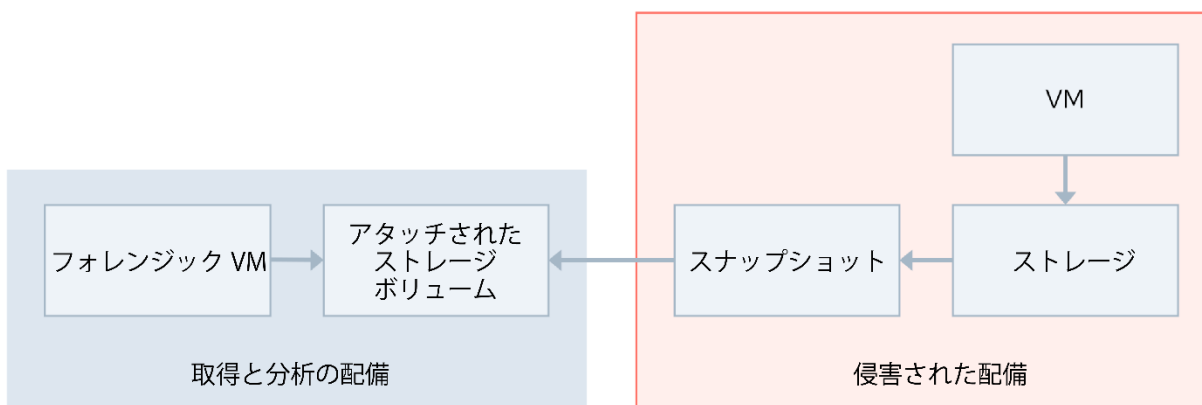 VM
フォレンジック VM
アタッチされた
ストレージ
ボリューム
スナップショット
ストレージ
取得と分析の配備
侵害された配備